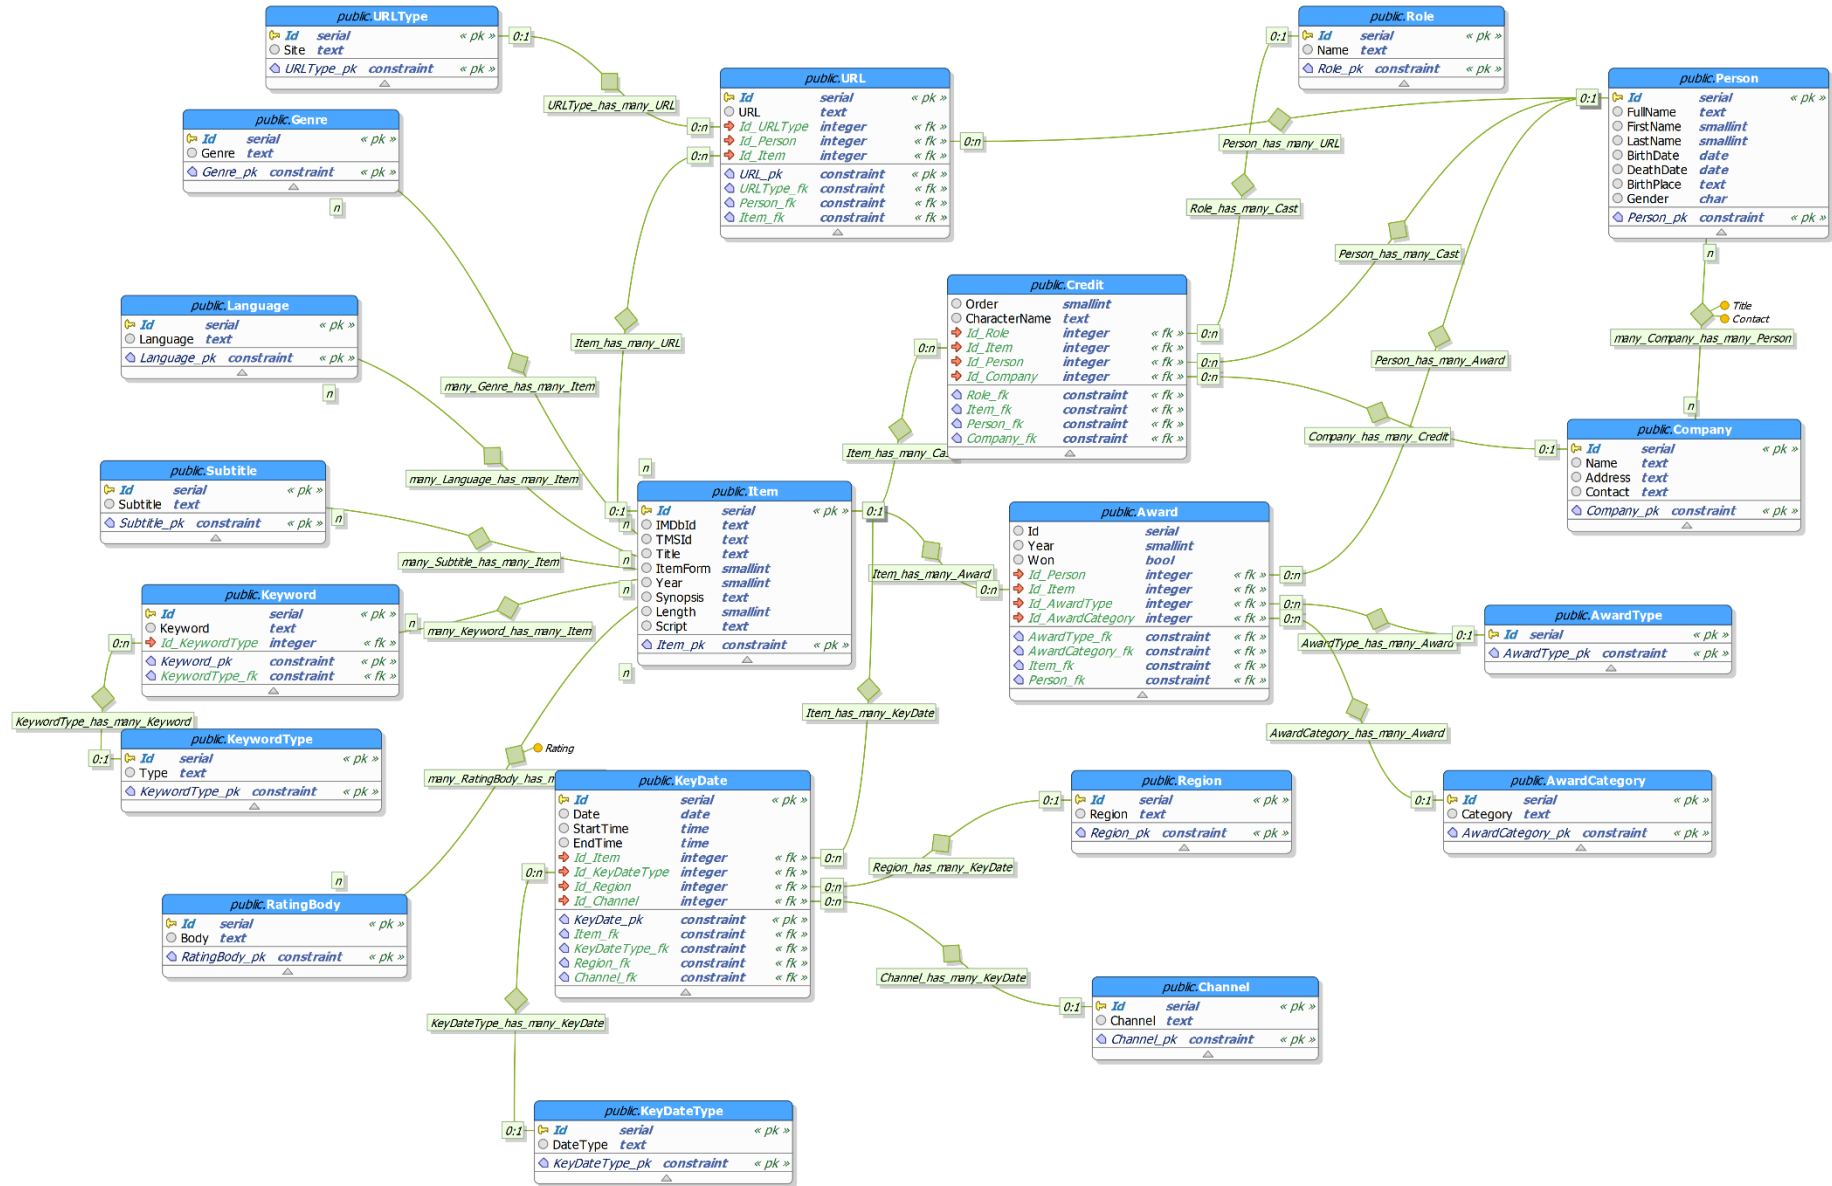 public.URLType
Id serial « pk »
Site text
URLType_pk constraint « pk »
0:1
URLType_has_many_URL
0:n
public.URL
Id serial « pk »
URL text
Id_URLType integer « fk »
Id_Person integer « fk »
Id_Item integer « fk »
URL_pk constraint « pk »
URLType_fk constraint « fk »
Person_fk constraint « fk »
Item_fk constraint « fk »
0:n
0:n
Person_has_many_URL
0:1
public.Role
Id serial « pk »
Name text
Role_pk constraint « pk »
0:1
Role_has_many_Cast
public.Person
Id serial « pk »
FullName text
FirstName smallint
LastName smallint
BirthDate date
DeathDate date
BirthPlace text
Gender char
Person_pk constraint « pk »
n
Title
Contact
many_Company_has_many_Person
n
public.Genre
Id serial « pk »
Genre text
Genre_pk constraint « pk »
n
many_Genre_has_many_Item
Item_has_many_URL
Person_has_many_Cast
Person_has_many_Award
public.Credit
Order smallint
CharacterName text
Id_Role integer « fk »
Id_Item integer « fk »
Id_Person integer « fk »
Id_Company integer « fk »
Role_fk constraint « fk »
Item_fk constraint « fk »
Person_fk constraint « fk »
Company_fk constraint « fk »
0:n
0:n
0:n
0:n
Item_has_many_Ca
Company_has_many_Credit
0:1
public.Company
Id serial « pk »
Name text
Address text
Contact text
Company_pk constraint « pk »
public.Language
Id serial « pk »
Language text
Language_pk constraint « pk »
n
many_Language_has_many_Item
public.Subtitle
Id serial « pk »
Subtitle text
Subtitle_pk constraint « pk »
n
many_Subtitle_has_many_Item
n
0:1
n
n
n
n
public.Item
Id serial « pk »
IMDbId text
TMSId text
Title text
ItemForm smallint
Year smallint
Synopsis text
Length smallint
Script text
Item_pk constraint « pk »
0:1
Item_has_many_Award
0:n
public.Award
Id serial
Year smallint
Won bool
Id_Person integer « fk »
Id_Item integer « fk »
Id_AwardType integer « fk »
Id_AwardCategory integer « fk »
AwardType_fk constraint « fk »
AwardCategory_fk constraint « fk »
Item_fk constraint « fk »
Person_fk constraint « fk »
0:n
0:n
0:n
AwardType_has_many_Award
0:1
public.AwardType
Id serial « pk »
AwardType_pk constraint « pk »
AwardCategory_has_many_Award
0:1
public.AwardCategory
Id serial « pk »
Category text
AwardCategory_pk constraint « pk »
public.Keyword
Id serial « pk »
Keyword text
Id_KeywordType integer « fk »
Keyword_pk constraint « pk »
KeywordType_fk constraint « fk »
n
many_Keyword_has_many_Item
0:n
KeywordType_has_many_Keyword
0:1
public.KeywordType
Id serial « pk »
Type text
KeywordType_pk constraint « pk »
Rating
many_RatingBody_has_m
n
public.RatingBody
Id serial « pk »
Body text
RatingBody_pk constraint « pk »
Item_has_many_KeyDate
public.KeyDate
Id serial « pk »
Date date
StartTime time
EndTime time
Id_Item integer « fk »
Id_KeyDateType integer « fk »
Id_Region integer « fk »
Id_Channel integer « fk »
KeyDate_pk constraint « pk »
Item_fk constraint « fk »
KeyDateType_fk constraint « fk »
Region_fk constraint « fk »
Channel_fk constraint « fk »
0:n
0:n
0:n
0:n
Region_has_many_KeyDate
0:1
public.Region
Id serial « pk »
Region text
Region_pk constraint « pk »
Channel_has_many_KeyDate
0:1
public.Channel
Id serial « pk »
Channel text
Channel_pk constraint « pk »
KeyDateType_has_many_KeyDate
0:1
public.KeyDateType
Id serial « pk »
DateType text
KeyDateType_pk constraint « pk »